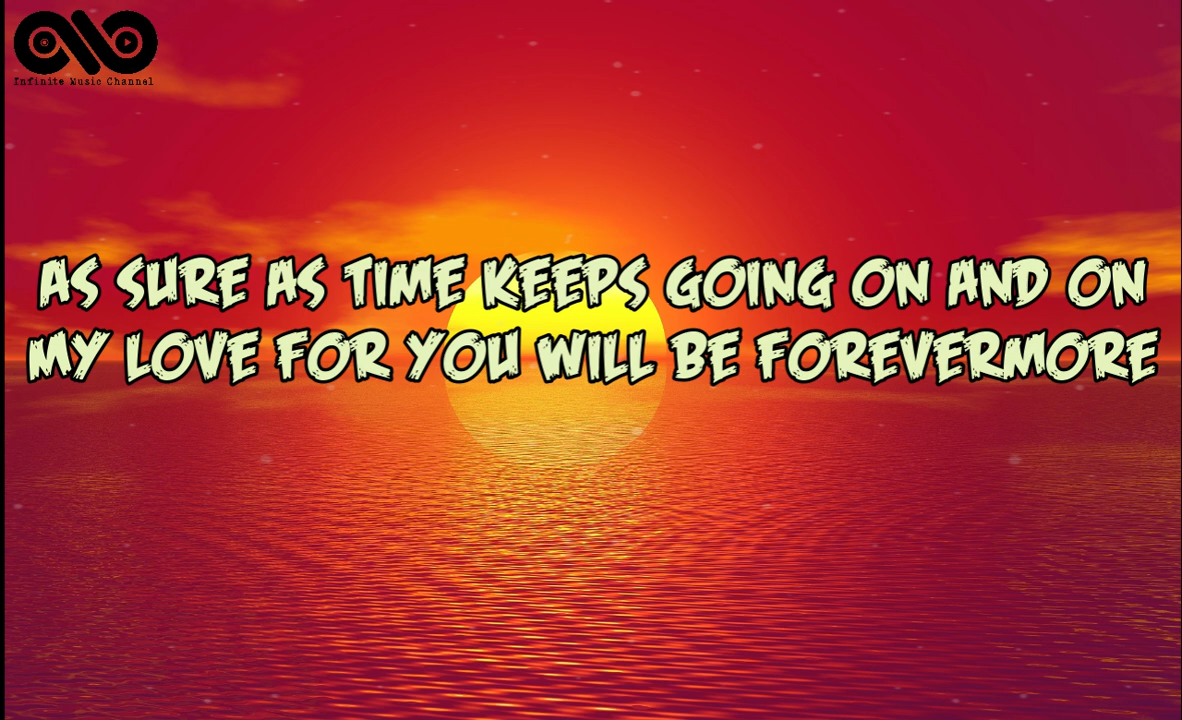 Infinite Music Channel
AS SURE AS TIME KEEPS GOING ON AND ON
MY LOVE FOR YOU WILL BE FOREVERMORE